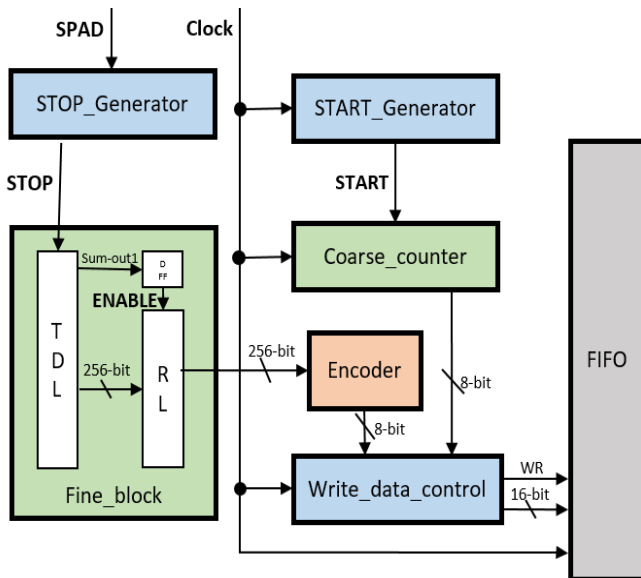 SPAD
Clock
STOP_Generator
START_Generator
STOP
START
Sum-out1
D
FF
Coarse_counter
ENABLE
T
D
L
R
L
256-bit
256-bit
Encoder
8-bit
8-bit
FIFO
Fine_block
Write_data_control
WR
16-bit